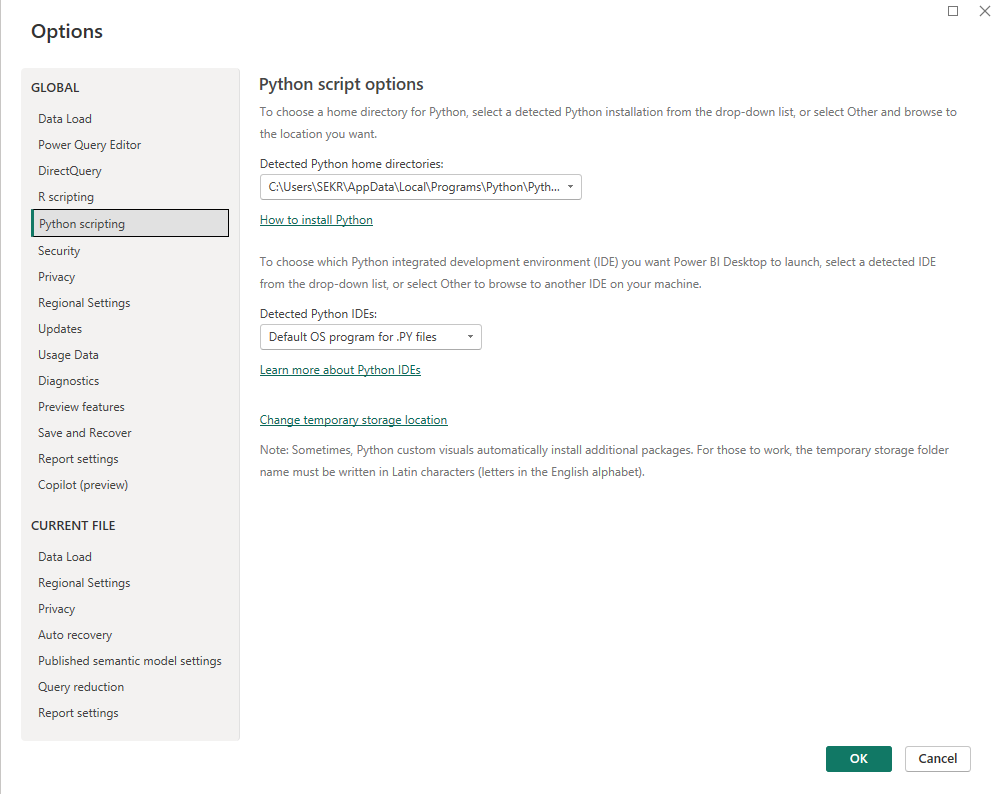 Options
GLOBAL
Data Load
Power Query Editor
DirectQuery
R scripting
Python scripting
Security
Privacy
Regional Settings
Updates
Usage Data
Diagnostics
Preview features
Save and Recover
Report settings
Copilot (preview)
CURRENT FILE
Data Load
Regional Settings
Privacy
Auto recovery
Published semantic model settings
Query reduction
Report settings
Python script options
To choose a home directory for Python, select a detected Python installation from the drop-down list, or select Other and browse to
the location you want.
Detected Python home directories:
C:\Users\SEKR\AppData\Local\Programs\Python\Pyth...
How to install Python
To choose which Python integrated development environment (IDE) you want Power BI Desktop to launch, select a detected IDE
from the drop-down list, or select Other to browse to another IDE on your machine.
Detected Python IDEs:
Default OS program for .PY files
Learn more about Python IDEs
Change temporary storage location
Note: Sometimes, Python custom visuals automatically install additional packages. For those to work, the temporary storage folder
name must be written in Latin characters (letters in the English alphabet).
OK
Cancel